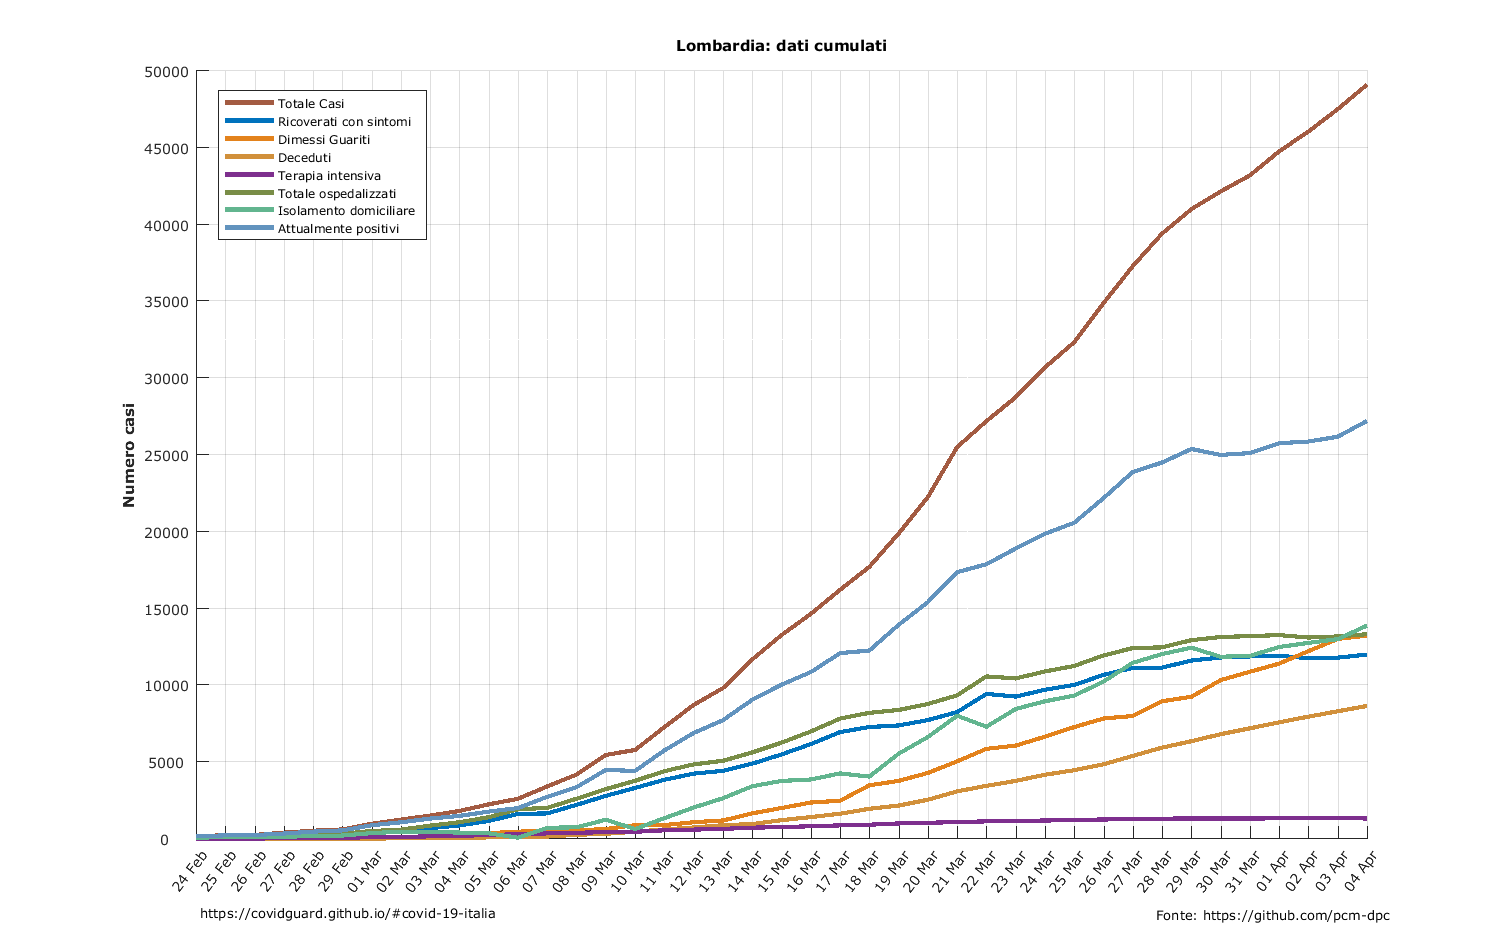 Lombardia: dati cumulati
50000
45000
40000
35000
30000
25000
20000
15000
10000
5000
0
Numero casi
Totale Casi
Ricoverati con sintomi
Dimessi Guariti
Deceduti
Terapia intensiva
Totale ospedalizzati
Isolamento domiciliare
Attualmente positivi
24 Feb
25 Feb
26 Feb
27 Feb
28 Feb
29 Feb
01 Mar
02 Mar
03 Mar
04 Mar
05 Mar
06 Mar
07 Mar
08 Mar
09 Mar
10 Mar
11 Mar
12 Mar
13 Mar
14 Mar
15 Mar
16 Mar
17 Mar
18 Mar
19 Mar
20 Mar
21 Mar
22 Mar
23 Mar
24 Mar
25 Mar
26 Mar
27 Mar
28 Mar
29 Mar
30 Mar
31 Mar
01 Apr
02 Apr
03 Apr
04 Apr
https://covidguard.github.io/#covid-19-italia
Fonte: https://github.com/pcm-dpc